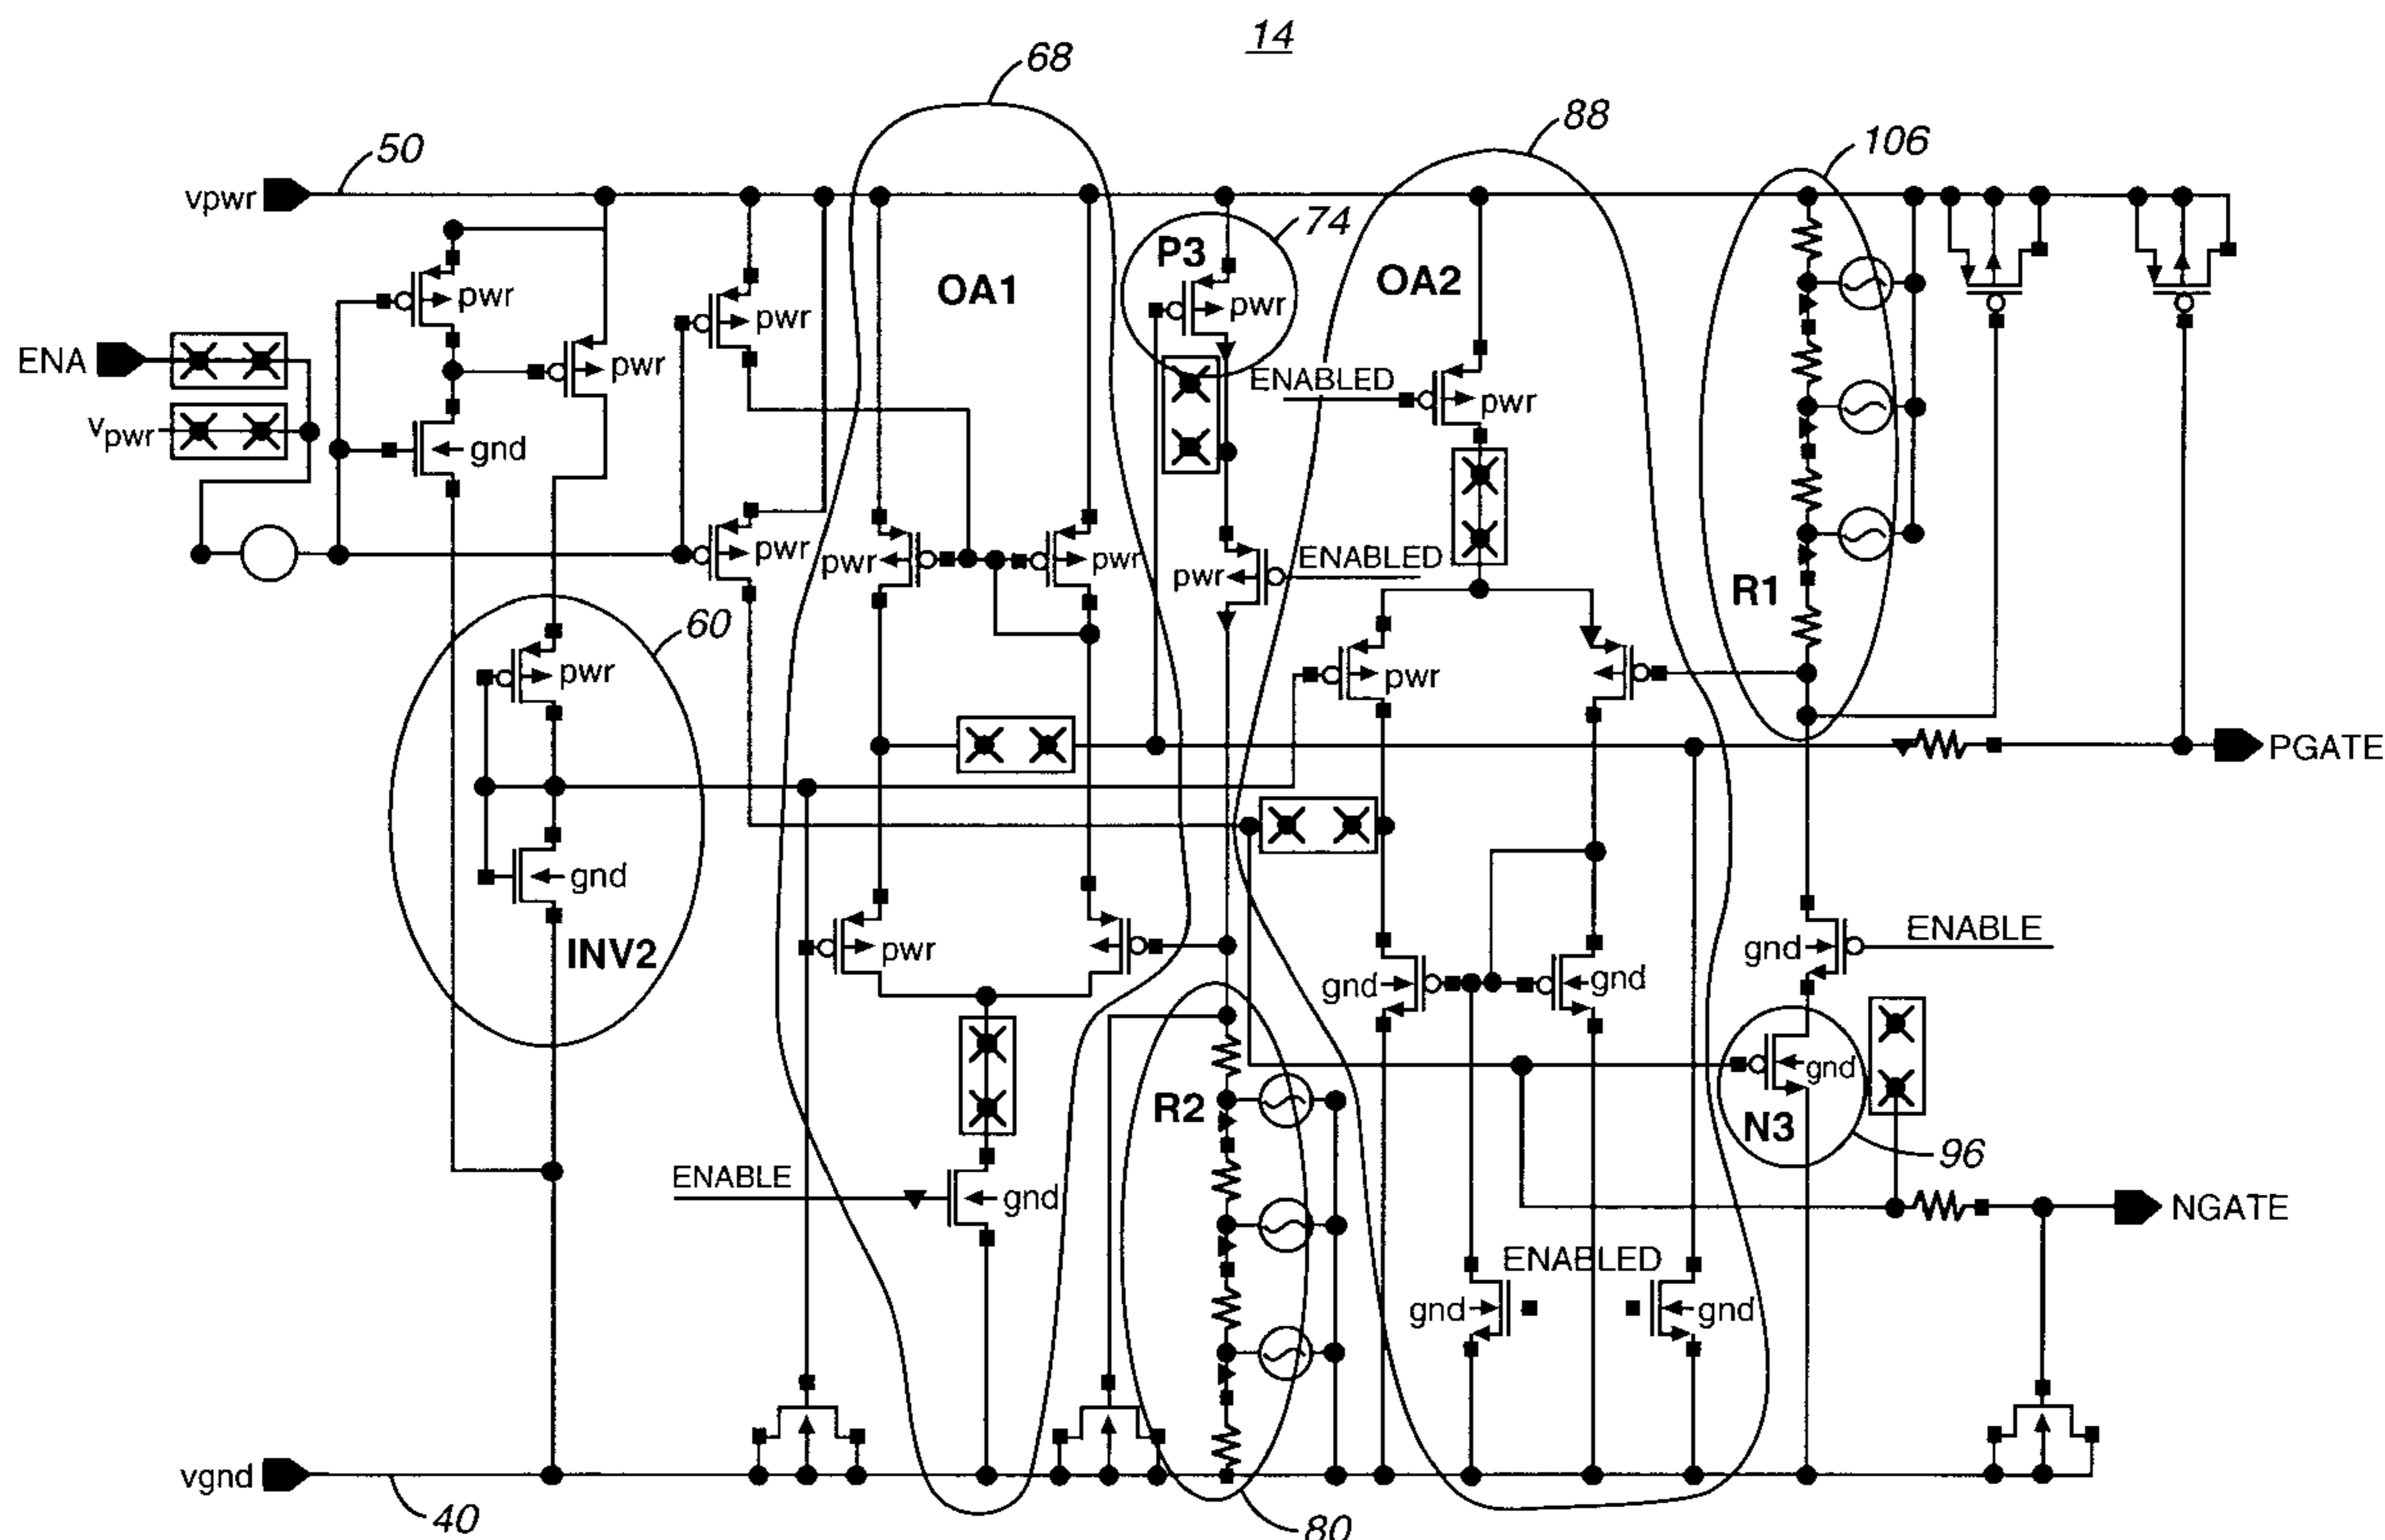 14
68
50
88
106
vpwr
74
P3
OA1
OA2
pwr
pwr
pwr
pwr
ENA
pwr
ENABLED
pwr
vpwr
gnd
pwr
pwr
pwr
ENABLED
pwr
R1
60
pwr
pwr
PGATE
gnd
INV2
pwr
gnd
gnd
gnd
ENABLE
gnd
R2
N3
96
ENABLE
gnd
NGATE
ENABLED
gnd
gnd
vgnd
40
80